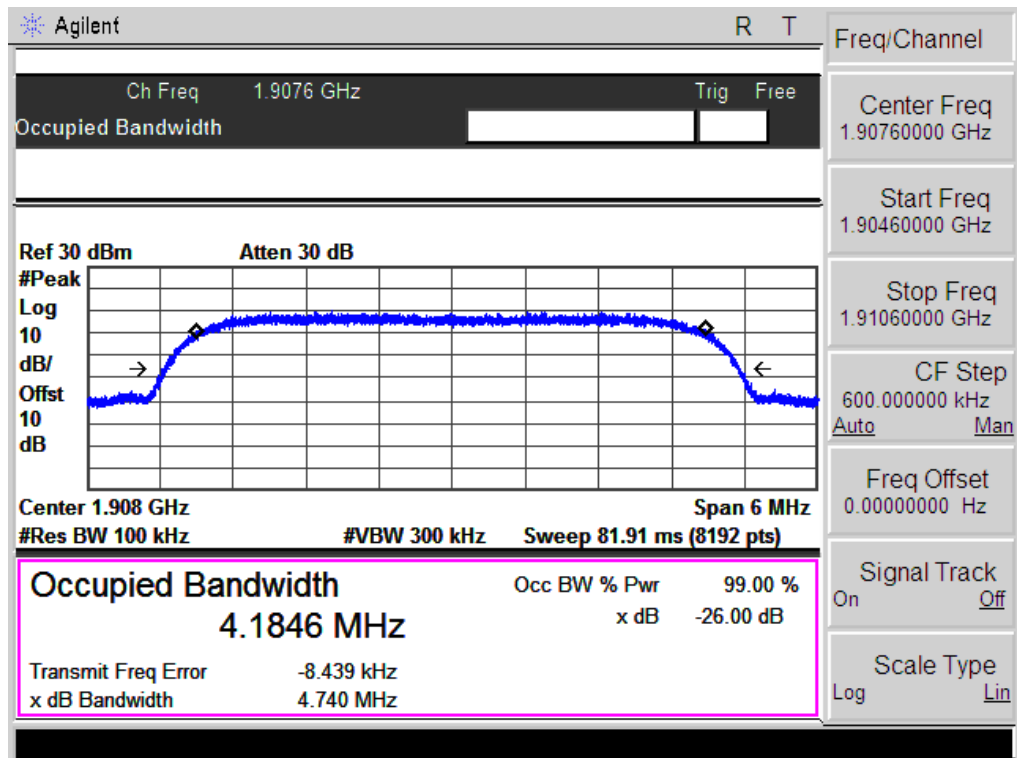 Agilent
R T
Freq/Channel
Ch Freq 1.9076 GHz
Trig Free
Occupied Bandwidth
Center Freq
1.90760000 GHz
Start Freq
1.90460000 GHz
Stop Freq
1.91060000 GHz
CF Step
600.000000 kHz
Auto Man
Freq Offset
0.00000000 Hz
Signal Track
On Off
Scale Type
Log Lin
Ref 30 dBm
Atten 30 dB
#Peak
Log
10
dB/
Offst
10
dB
Center 1.908 GHz
Span 6 MHz
#Res BW 100 kHz
#VBW 300 kHz
Sweep 81.91 ms (8192 pts)
Occupied Bandwidth
4.1846 MHz
Occ BW % Pwr 99.00 %
x dB -26.00 dB
Transmit Freq Error -8.439 kHz
x dB Bandwidth 4.740 MHz